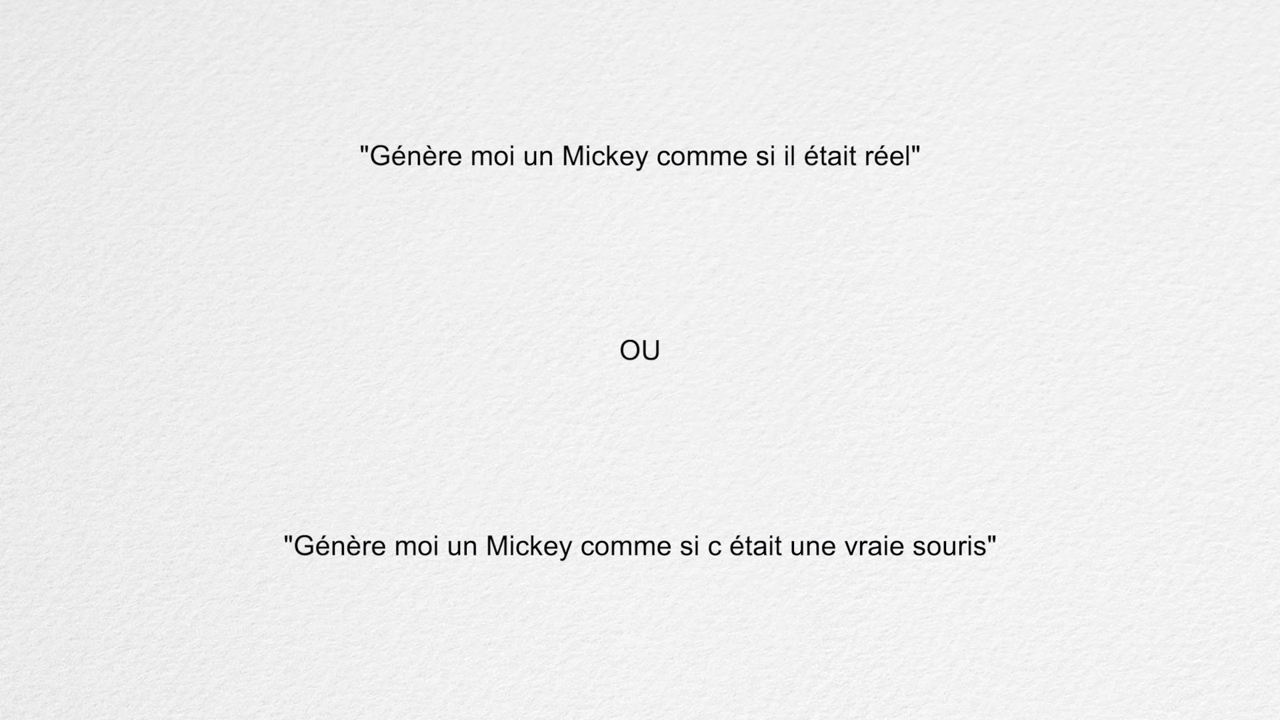 "Génère moi un Mickey comme si il était réel"
OU
"Génère moi un Mickey comme si c était une vraie souris"